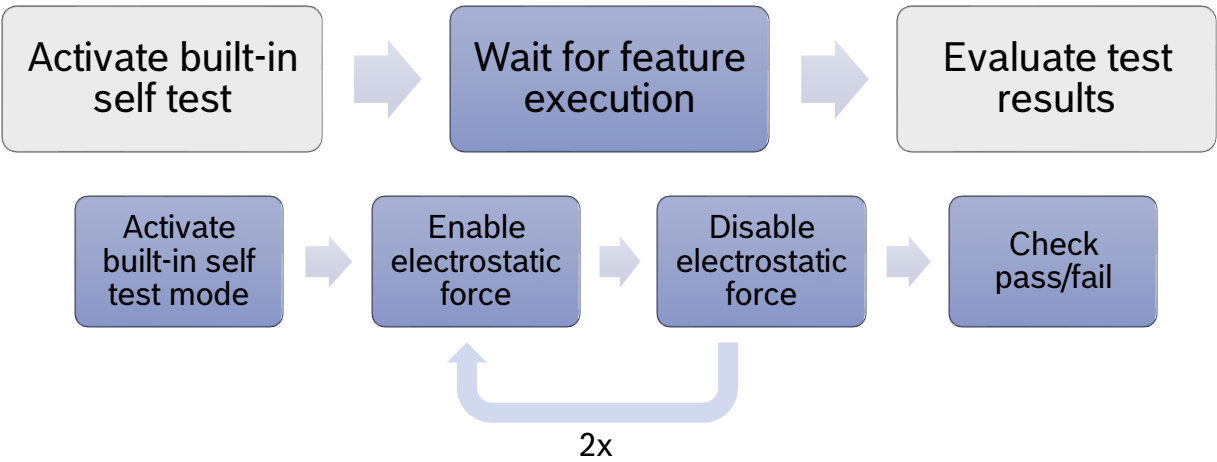 Activate built-in
self test
Wait for feature
execution
Evaluate test
results
Activate
built-in self
test mode
Enable
electrostatic
force
Disable
electrostatic
force
Check
pass/fail
2x